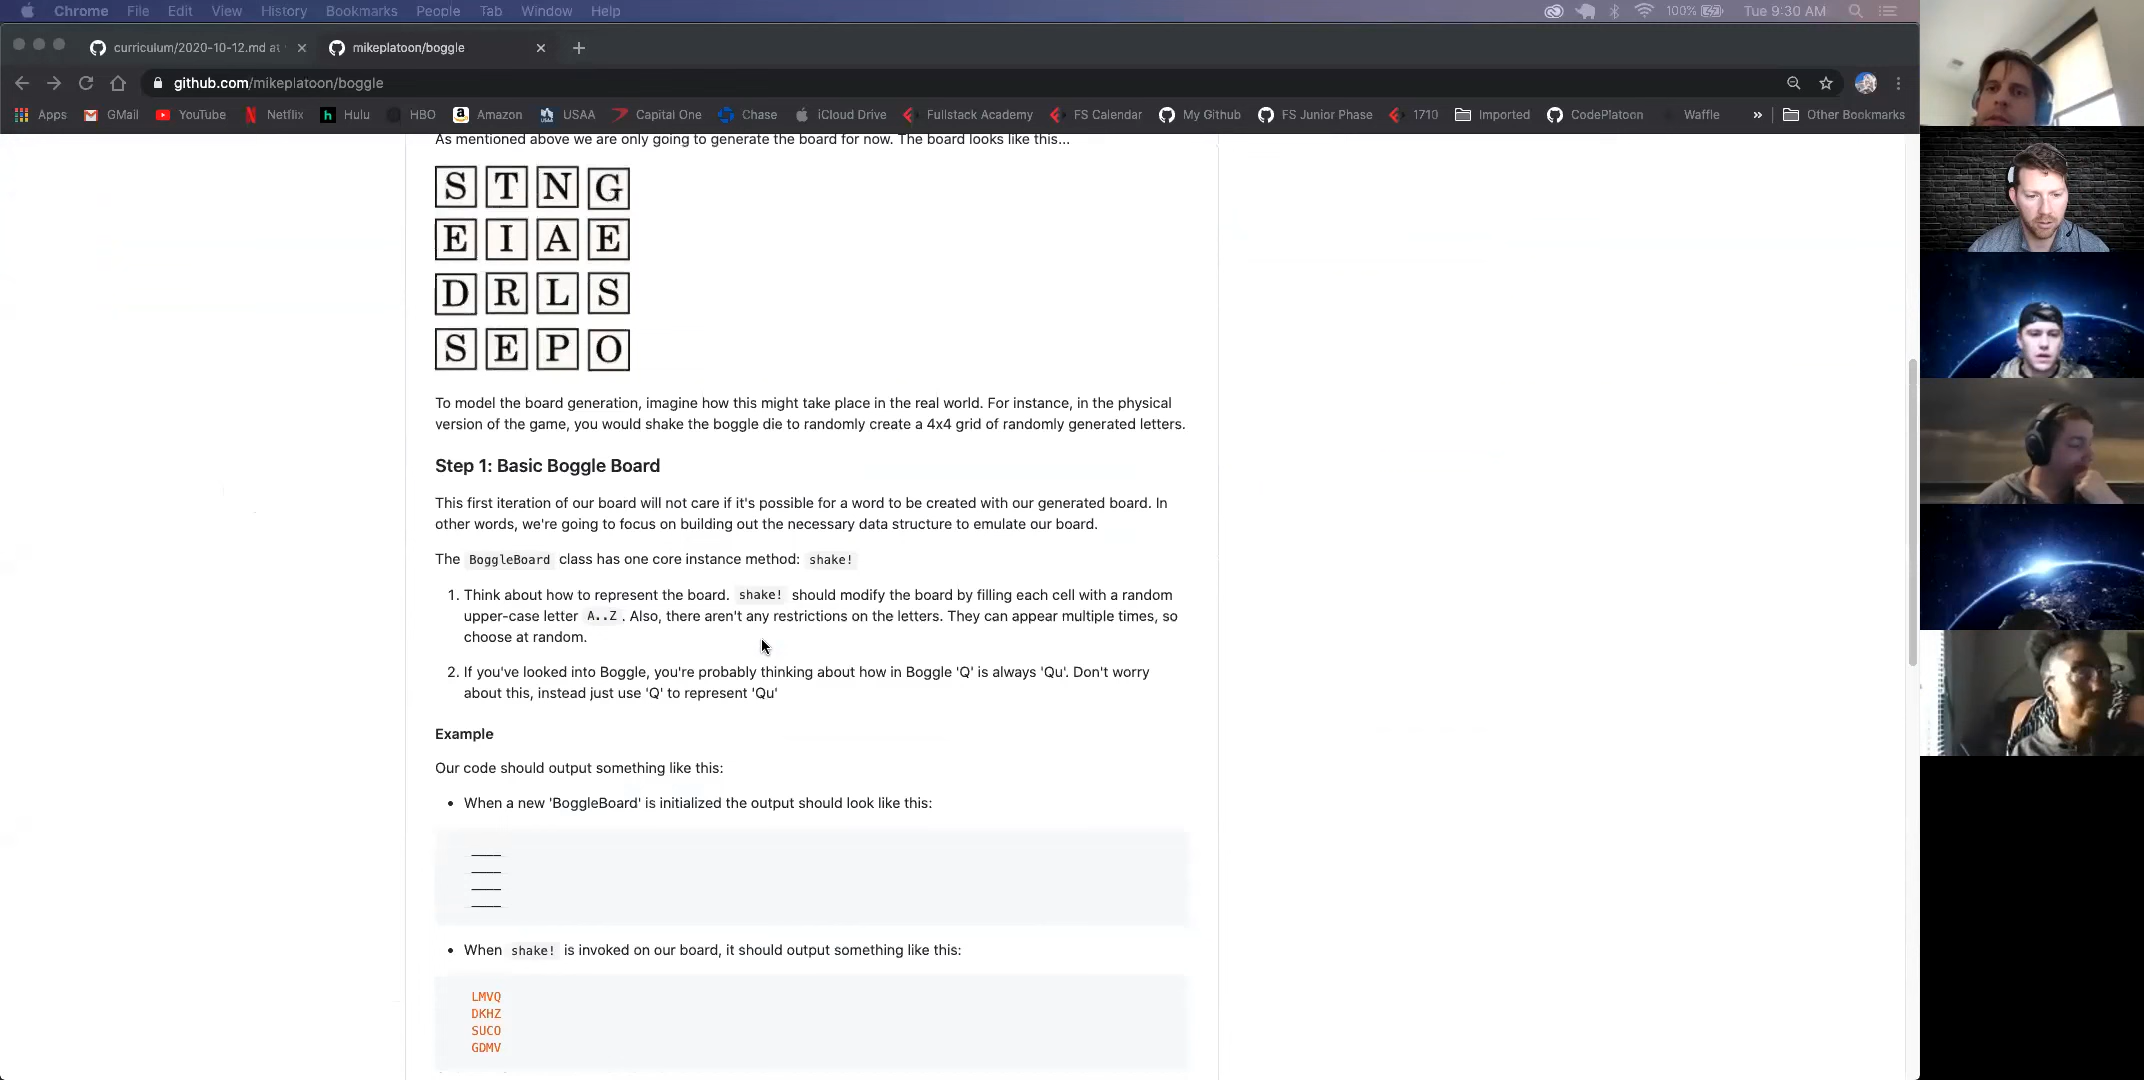 Chrome File Edit View History Bookmarks People Tab Window Help 100% Tue 9:30 AM
curriculum/2020-10-12.md at mikeplatoon/boggle
github.com/mikeplatoon/boggle
Apps GMail YouTube Netflix Hulu HBO Amazon USAA Capital One Chase iCloud Drive Fullstack Academy FS Calendar My Github FS Junior Phase 1710 Imported CodePlatoon Waffle » Other Bookmarks
As mentioned above we are only going to generate the board for now. The board looks like this...
S T N G
E I A E
D R L S
S E P O
To model the board generation, imagine how this might take place in the real world. For instance, in the physical
version of the game, you would shake the boggle die to randomly create a 4x4 grid of randomly generated letters.
Step 1: Basic Boggle Board
This first iteration of our board will not care if it's possible for a word to be created with our generated board. In
other words, we're going to focus on building out the necessary data structure to emulate our board.
The BoggleBoard class has one core instance method: shake!
1. Think about how to represent the board. shake! should modify the board by filling each cell with a random
upper-case letter A..Z. Also, there aren't any restrictions on the letters. They can appear multiple times, so
choose at random.
2. If you've looked into Boggle, you're probably thinking about how in Boggle 'Q' is always 'Qu'. Don't worry
about this, instead just use 'Q' to represent 'Qu'
Example
Our code should output something like this:
• When a new 'BoggleBoard' is initialized the output should look like this:
____
____
____
____
• When shake! is invoked on our board, it should output something like this:
LMVQ
DKHZ
SUCO
GDMV